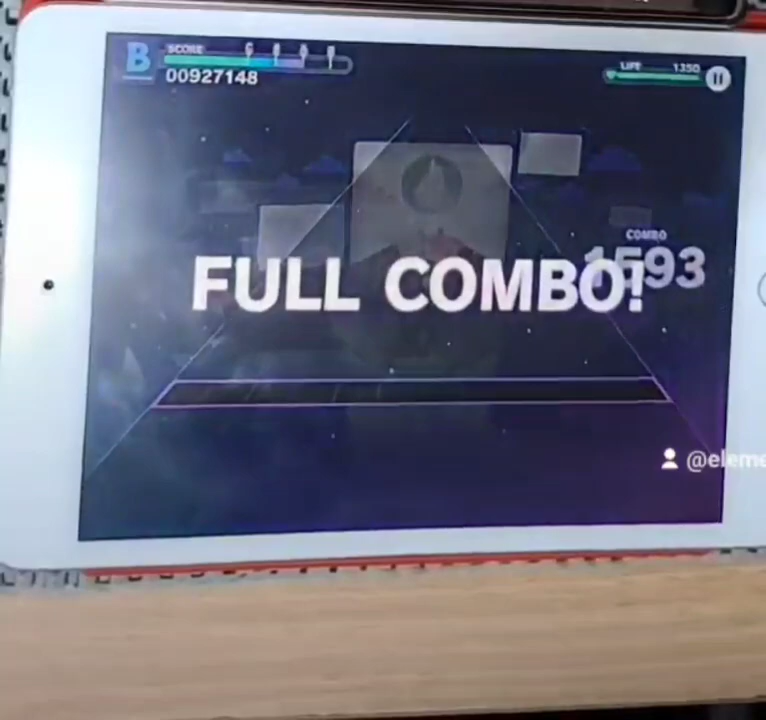 B
SCORE
C B A S
00927148
LIFE 1350
COMBO
1593
FULL COMBO!
@eleme